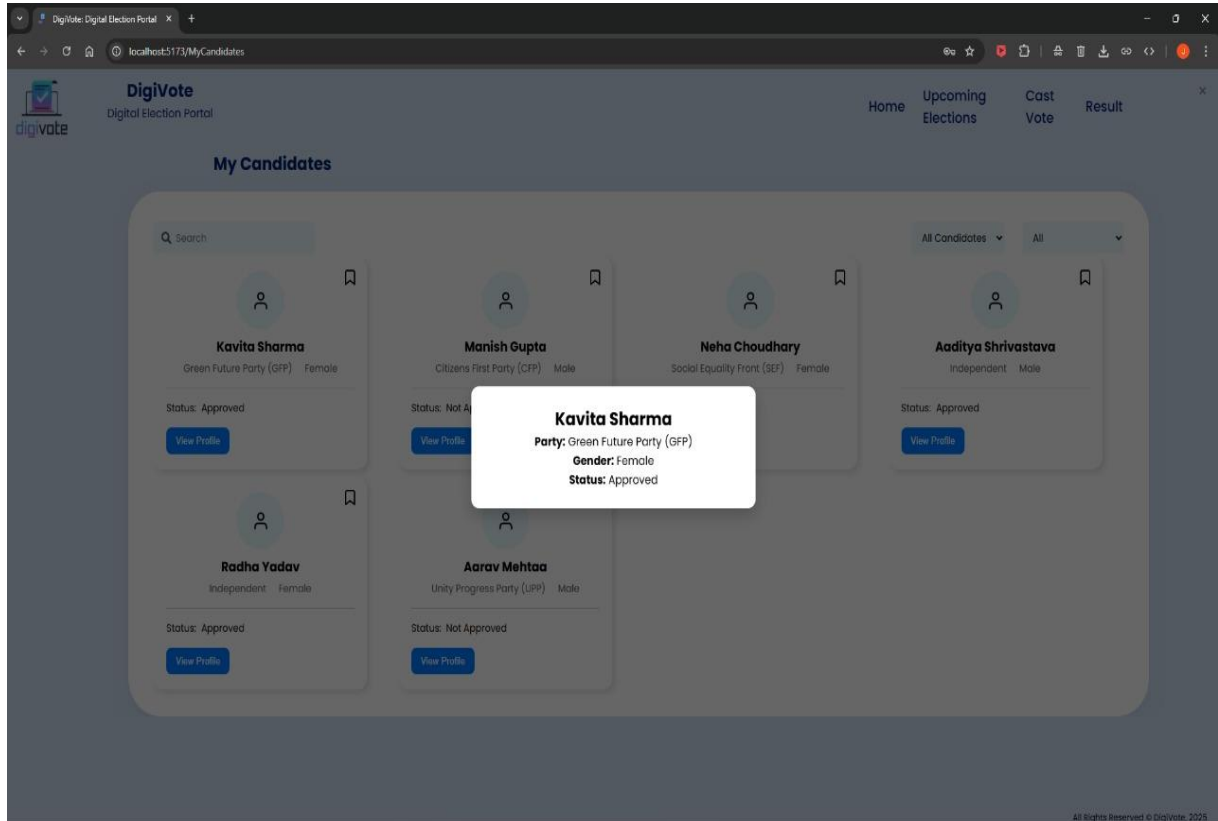 DigiVote: Digital Election Portal
localhost:5173/MyCandidates
digivote
DigiVote
Digital Election Portal
Home
Upcoming Elections
Cast Vote
Result
My Candidates
Search
All Candidates
All
Kavita Sharma
Green Future Party (GFP) Female
Status: Approved
View Profile
Manish Gupta
Citizens First Party (CFP) Male
Status: Not A
View Profile
Neha Choudhary
Social Equality Front (SEF) Female
Aaditya Shrivastava
Independent Male
Status: Approved
View Profile
Kavita Sharma
Party: Green Future Party (GFP)
Gender: Female
Status: Approved
Radha Yadav
Independent Female
Status: Approved
View Profile
Aarav Mehtaa
Unity Progress Party (UPP) Male
Status: Not Approved
View Profile
All Rights Reserved © DigiVote, 2025